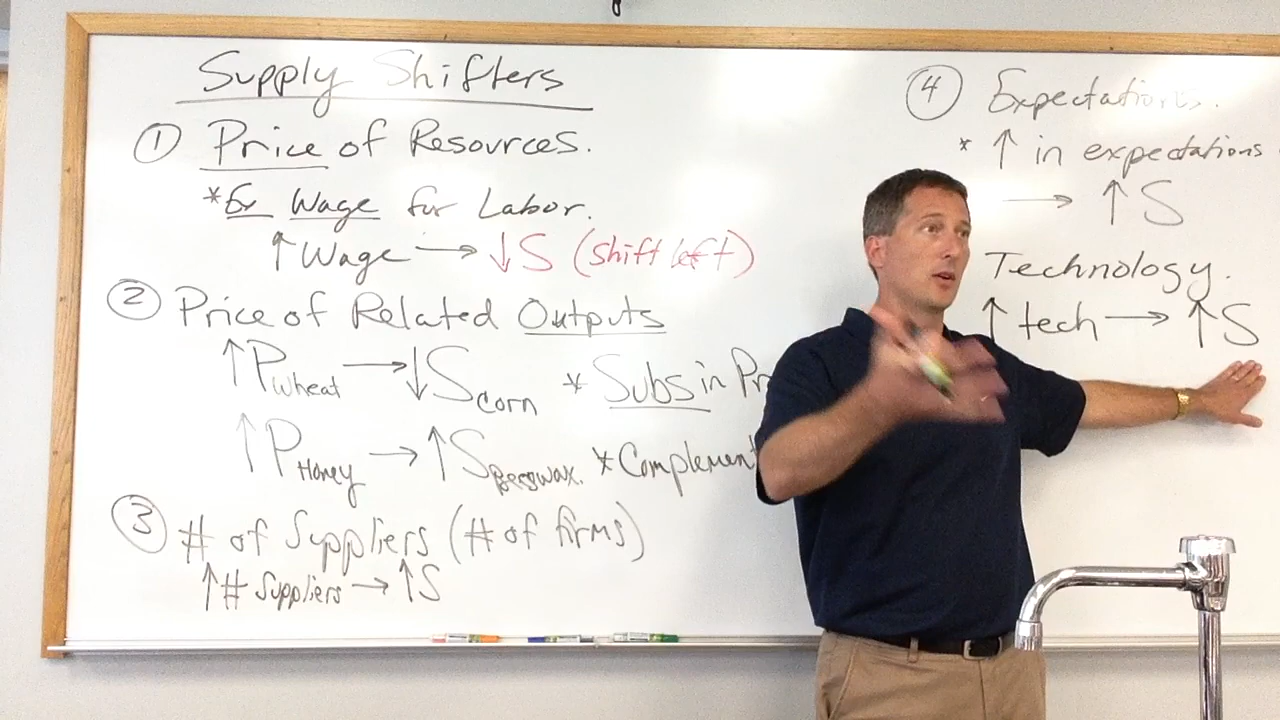 Supply Shifters
① Price of Resources.
*Ex Wage for Labor.
↑ Wage → ↓ S (shift left)
② Price of Related Outputs
↑ P Wheat → ↓ S Corn * Subs in Pr
↑ P Honey → ↑ S Beeswax. * Complement
③ # of Suppliers (# of firms)
↑ # Suppliers → ↑ S
④ Expectations.
* ↑ in expectations
→ ↑ S
Technology.
↑ tech → ↑ S